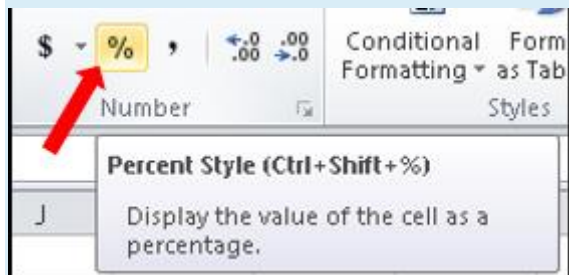 $ % , .0 .00 .00 .0
Conditional Form
Formatting as Tab
Number Styles
Percent Style (Ctrl+Shift+%)
J
Display the value of the cell as a
percentage.